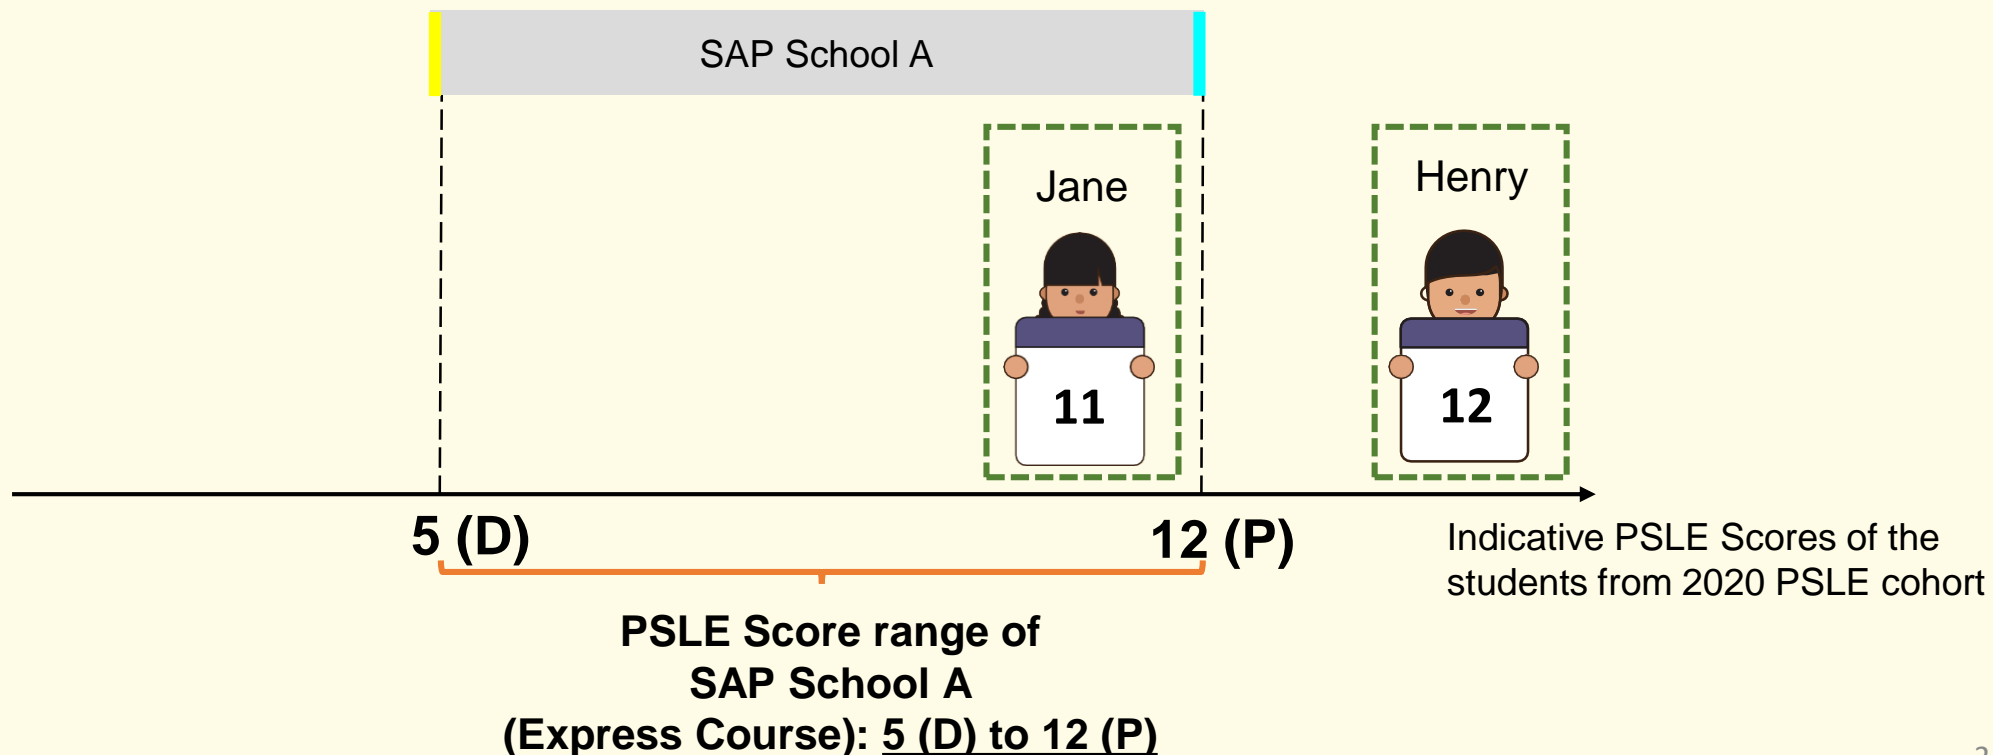 SAP School A
Jane
Henry
11
12
5 (D)
12 (P)
Indicative PSLE Scores of the
students from 2020 PSLE cohort
PSLE Score range of
SAP School A
(Express Course): 5 (D) to 12 (P)